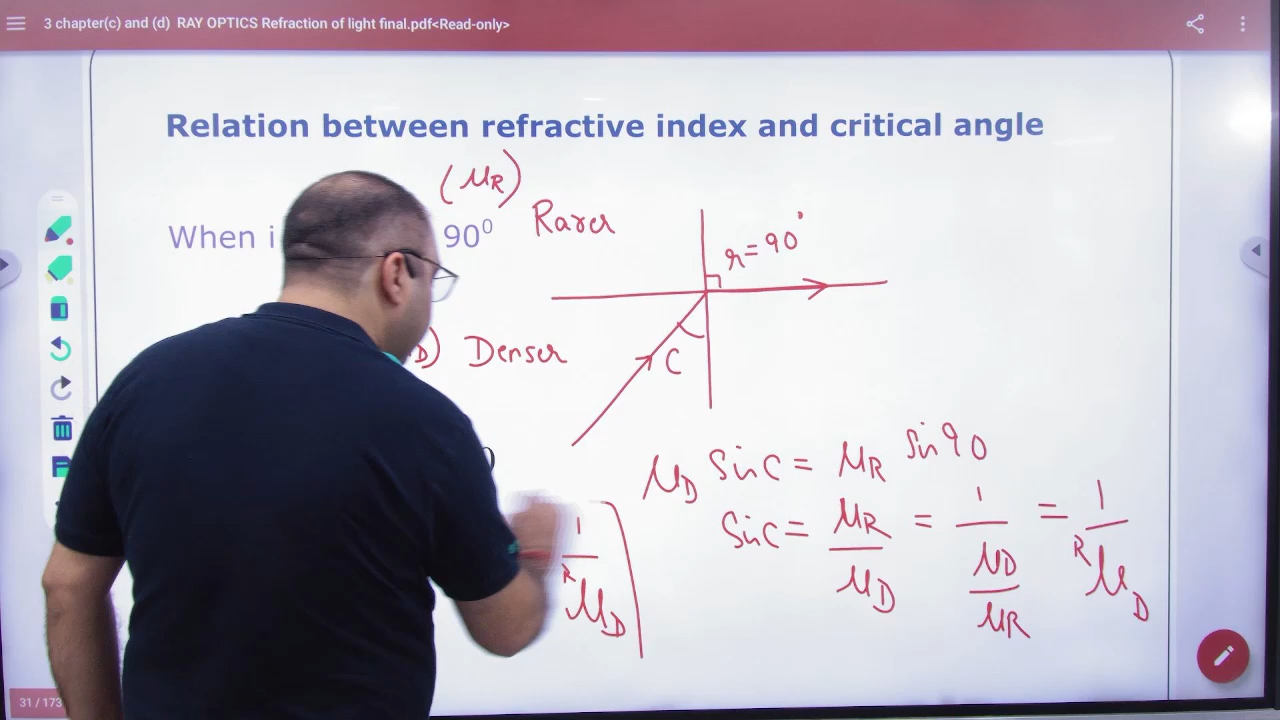 3 chapter(c) and (d) RAY OPTICS Refraction of light final.pdf<Read-only>
Relation between refractive index and critical angle
(μR)
When i 90⁰
Rarer
r = 90°
D) Denser
C
μD sin c = μR sin 90
sin c = μR / μD = 1 / (μD / μR) = 1 / RμD
1 / RμD
31 / 173